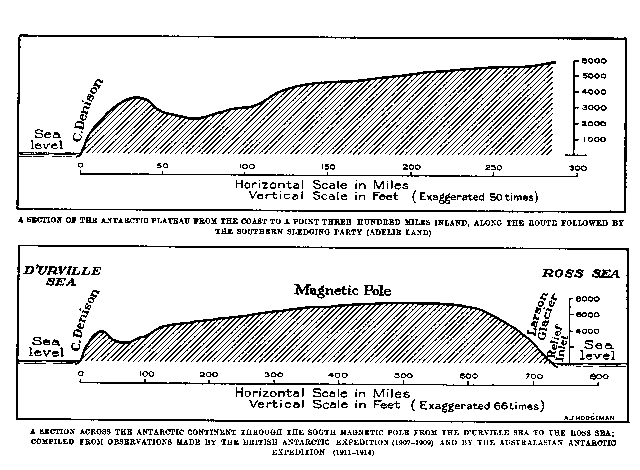 6000
5000
4000
3000
2000
1000
C. Denison
Sea
level
0 50 100 150 200 250 300
Horizontal Scale in Miles
Vertical Scale in Feet (Exaggerated 50 times)
A SECTION OF THE ANTARCTIC PLATEAU FROM THE COAST TO A POINT THREE HUNDRED MILES INLAND, ALONG THE ROUTE FOLLOWED BY
THE SOUTHERN SLEDGING PARTY (ADELIE LAND)
D'URVILLE
SEA
ROSS SEA
Magnetic Pole
C. Denison
Larson
Glacier
Relief
Inlet
8000
6000
4000
Sea
level
Sea
level
0 100 200 300 400 500 600 700 800
Horizontal Scale in Miles
Vertical Scale in Feet (Exaggerated 66 times)
A.J HODGEMAN
A SECTION ACROSS THE ANTARCTIC CONTINENT THROUGH THE SOUTH MAGNETIC POLE FROM THE D'URVILLE SEA TO THE ROSS SEA;
COMPILED FROM OBSERVATIONS MADE BY THE BRITISH ANTARCTIC EXPEDITION (1907-1909) AND BY THE AUSTRALASIAN ANTARCTIC
EXPEDITION (1911-1914)